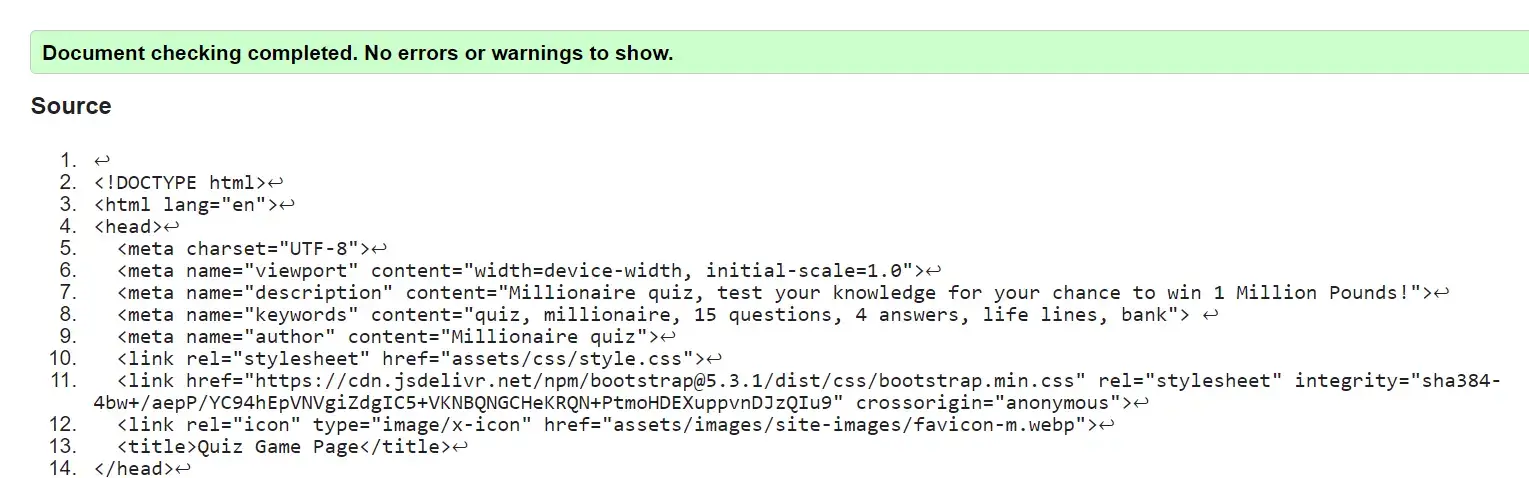 Document checking completed. No errors or warnings to show.
Source
1. ↩
2. <!DOCTYPE html>↩
3. <html lang="en">↩
4. <head>↩
5.   <meta charset="UTF-8">↩
6.   <meta name="viewport" content="width=device-width, initial-scale=1.0">↩
7.   <meta name="description" content="Millionaire quiz, test your knowledge for your chance to win 1 Million Pounds!">↩
8.   <meta name="keywords" content="quiz, millionaire, 15 questions, 4 answers, life lines, bank"> ↩
9.   <meta name="author" content="Millionaire quiz">↩
10.   <link rel="stylesheet" href="assets/css/style.css">↩
11.   <link href="https://cdn.jsdelivr.net/npm/bootstrap@5.3.1/dist/css/bootstrap.min.css" rel="stylesheet" integrity="sha384-
4bw+/aepP/YC94hEpVNVgiZdgIC5+VKNBQNGCHeKRQN+PtmoHDEXuppvnDJzQIu9" crossorigin="anonymous">↩
12.   <link rel="icon" type="image/x-icon" href="assets/images/site-images/favicon-m.webp">↩
13.   <title>Quiz Game Page</title>↩
14. </head>↩